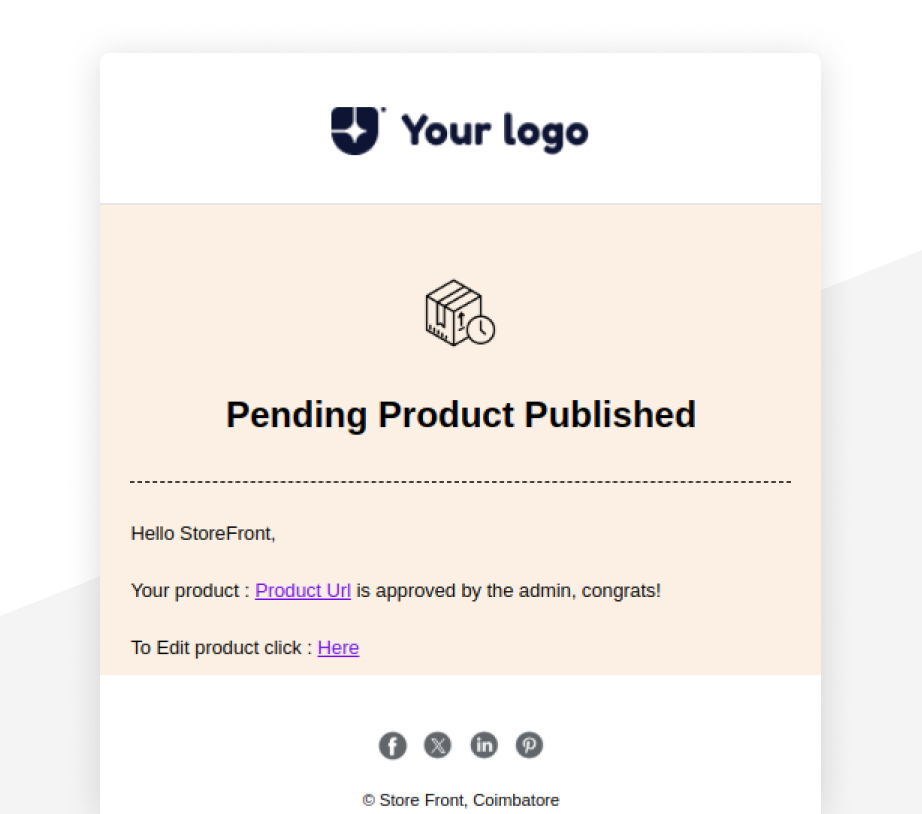 Your logo
Pending Product Published
Hello StoreFront,
Your product : Product Url is approved by the admin, congrats!
To Edit product click : Here
© Store Front, Coimbatore